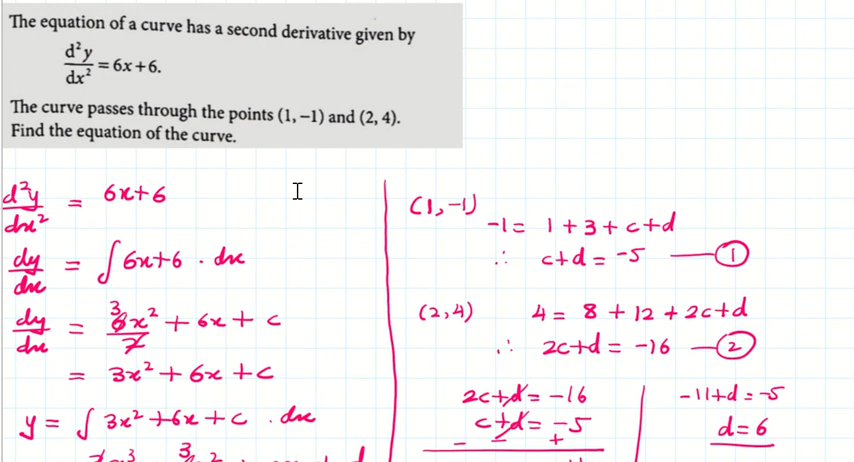 The equation of a curve has a second derivative given by
d²y/dx² = 6x+6.
The curve passes through the points (1, –1) and (2, 4).
Find the equation of the curve.
d²y/dx² = 6x+6
dy/dx = ∫ 6x+6 . dx
dy/dx = 3 6x²/2 + 6x + c
= 3x² + 6x + c
y = ∫ 3x² + 6x + c . dx
(1, -1)
-1 = 1 + 3 + c + d
∴ c+d = -5 — 1
(2, 4) 4 = 8 + 12 + 2c + d
∴ 2c+d = -16 — 2
2c+d = -16
c+d = -5
- - +
-11+d = -5
d = 6